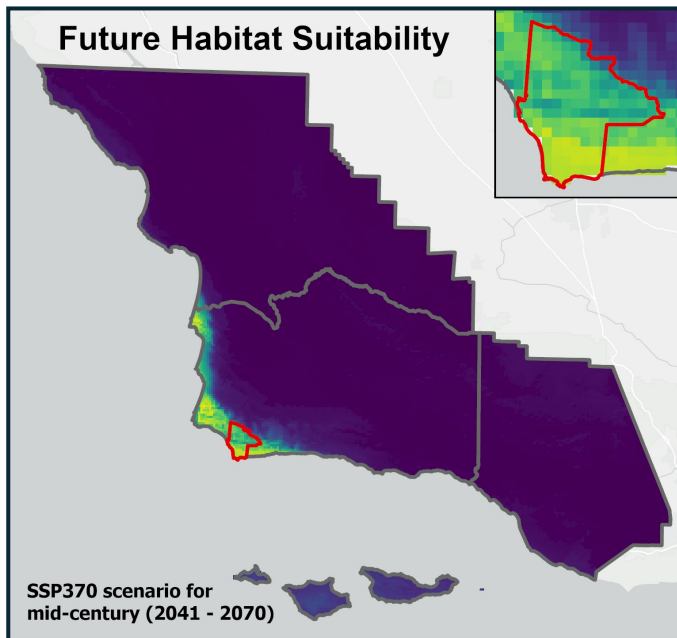 Future Habitat Suitability
SSP370 scenario for
mid-century (2041 - 2070)